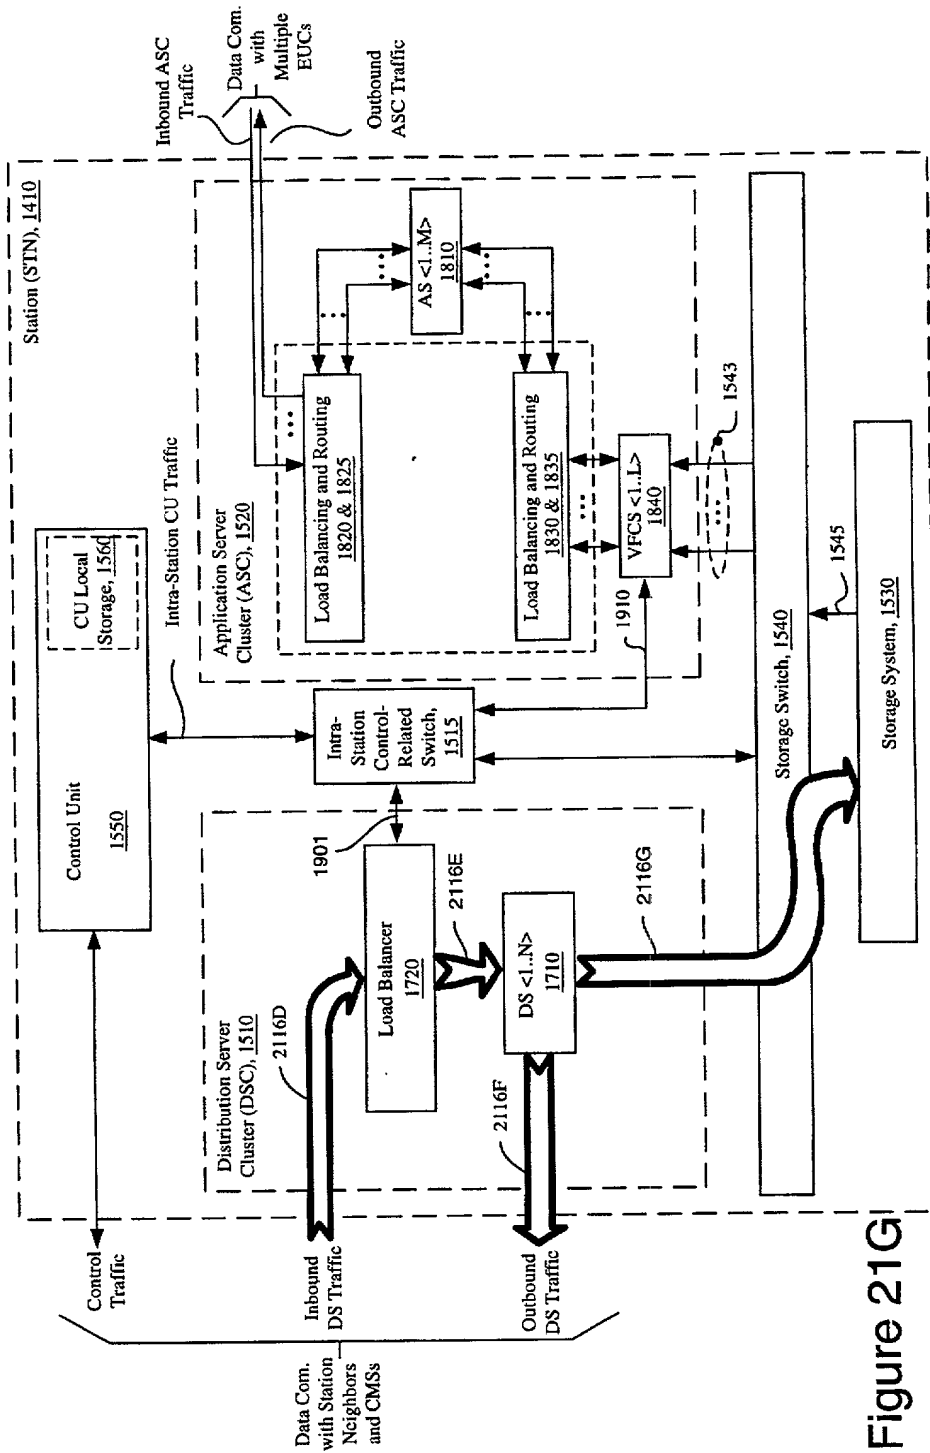 Station (STN), 1410
Control
Traffic
Control Unit
1550
CU Local
Storage, 1560
Intra-Station CU Traffic
Inbound ASC
Traffic
Data Com.
with
Multiple
EUCs
Outbound
ASC Traffic
Data Com.
with Station
Neighbors
and CMSs
Inbound
DS Traffic
Outbound
DS Traffic
Distribution Server
Cluster (DSC), 1510
2116D
Load Balancer
1720
1901
2116E
DS <1..N>
1710
2116F
2116G
Intra-
Station
Control-
Related
Switch,
1515
Application Server
Cluster (ASC), 1520
Load Balancing and Routing
1820 & 1825
AS <1..M>
1810
Load Balancing and Routing
1830 & 1835
VFCS <1..L>
1840
1910
1543
Storage Switch, 1540
1545
Storage System, 1530
Figure 21G